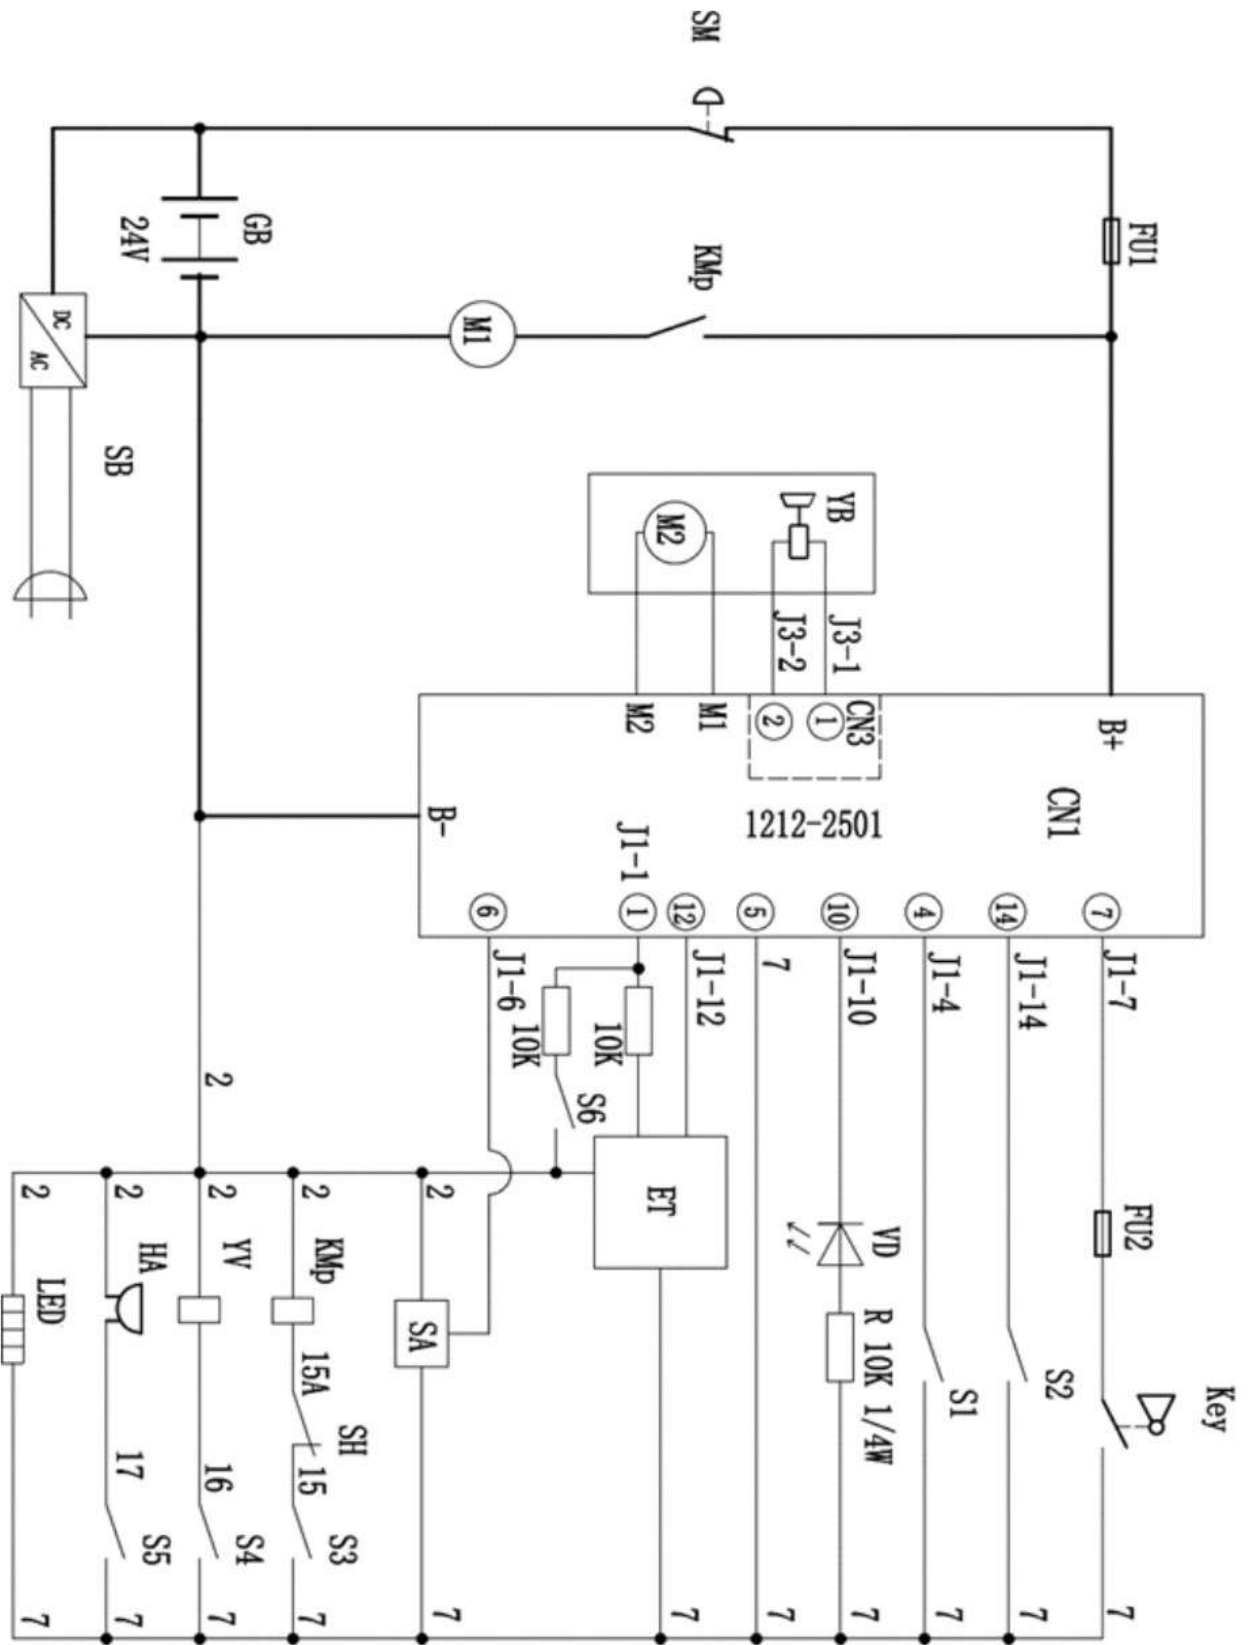 SM
FU1
GB
24V
KMp
M1
DC
AC
SB
YB
M2
J3-1
J3-2
CN3
1
2
M1
M2
B+
CN1
1212-2501
B-
J1-1
6
1
12
5
10
4
14
7
J1-6
J1-12
7
J1-10
J1-4
J1-14
J1-7
10K
10K
S6
2
ET
VD
R 10K 1/4W
FU2
Key
S2
S1
2
2
2
2
2
SA
KMp
15A
SH
15
S3
YV
16
S4
HA
17
S5
LED
7
7
7
7
7
7
7
7
7
7
7